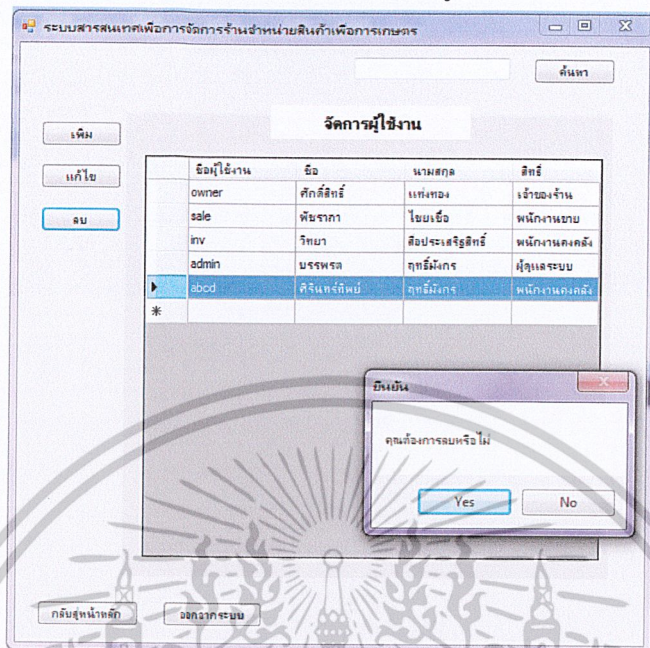 ระบบสารสนเทศเพื่อการจัดการร้านจำหน่ายสินค้าเพื่อการเกษตร
ค้นหา
จัดการผู้ใช้งาน
เพิ่ม
แก้ไข
ลบ
ชื่อผู้ใช้งาน ชื่อ นามสกุล สิทธิ์
owner ศักดิ์สิทธิ์ แท่งทอง เจ้าของร้าน
sale พัชราภา ไชยเชื้อ พนักงานขาย
inv วิทยา ลือประเสริฐสิทธิ์ พนักงานคงคลัง
admin บรรพรต ฤทธิ์มังกร ผู้ดูแลระบบ
abcd ศิรินทร์ทิพย์ ฤทธิ์มังกร พนักงานคงคลัง
ยืนยัน
คุณต้องการลบหรือไม่
Yes No
กลับสู่หน้าหลัก ออกจากระบบ